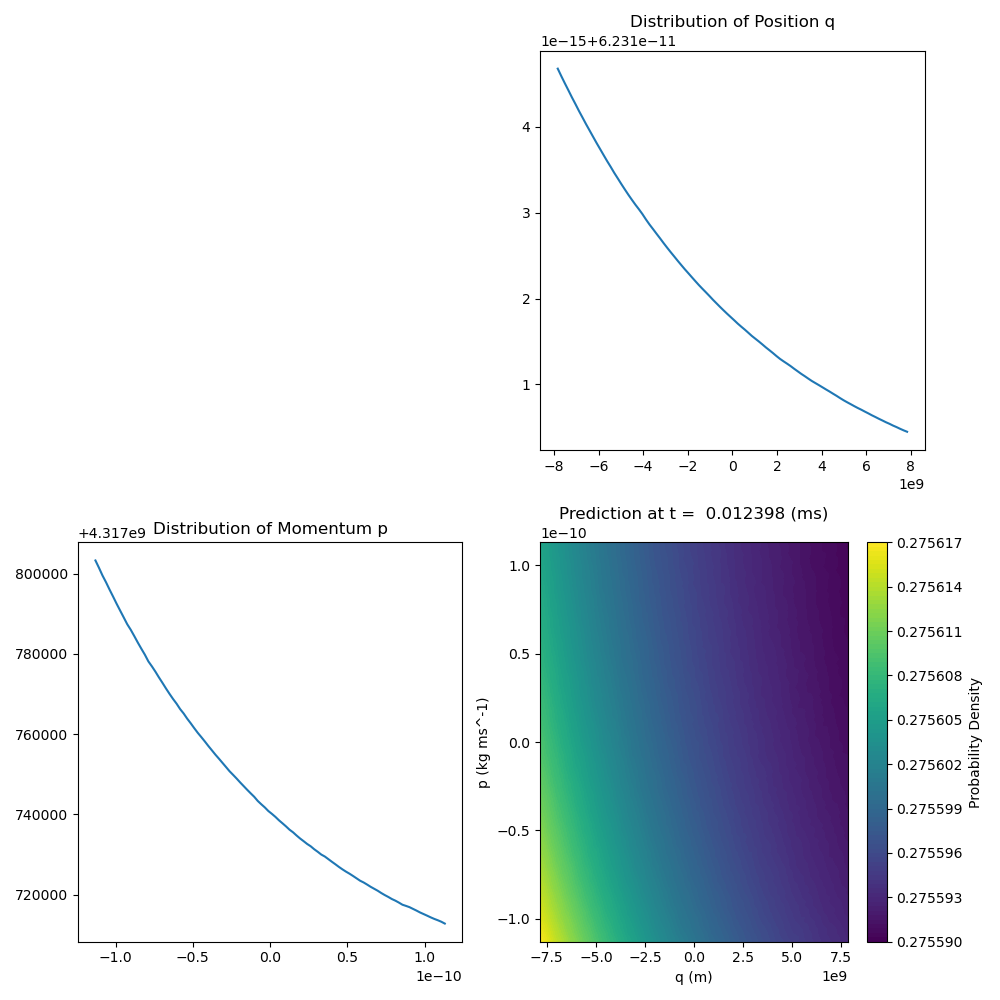 Distribution of Position q
1e−15+6.231e−11
4
3
2
1
−8 −6 −4 −2 0 2 4 6 8
1e9
Distribution of Momentum p
+4.317e9
800000
780000
760000
740000
720000
−1.0 −0.5 0.0 0.5 1.0
1e−10
Prediction at t =  0.012398 (ms)
1e−10
1.0
0.5
0.0
−0.5
−1.0
p (kg ms^-1)
−7.5 −5.0 −2.5 0.0 2.5 5.0 7.5
1e9
q (m)
0.275617
0.275614
0.275611
0.275608
0.275605
0.275602
0.275599
0.275596
0.275593
0.275590
Probability Density